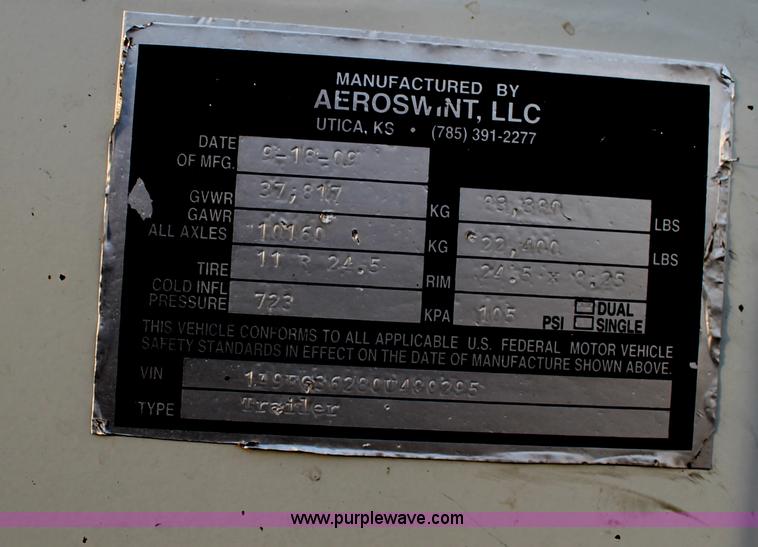 MANUFACTURED BY
AEROSWINT, LLC
UTICA, KS • (785) 391-2277
DATE OF MFG. 9-18-09
GVWR 37,817 KG LBS
GAWR ALL AXLES 10160 KG 22,400 LBS
TIRE 11 R 24.5 RIM 24.5 x 8.25
COLD INFL PRESSURE 723 KPA 105 PSI DUAL SINGLE
THIS VEHICLE CONFORMS TO ALL APPLICABLE U.S. FEDERAL MOTOR VEHICLE
SAFETY STANDARDS IN EFFECT ON THE DATE OF MANUFACTURE SHOWN ABOVE.
VIN
TYPE Trailer
www.purplewave.com